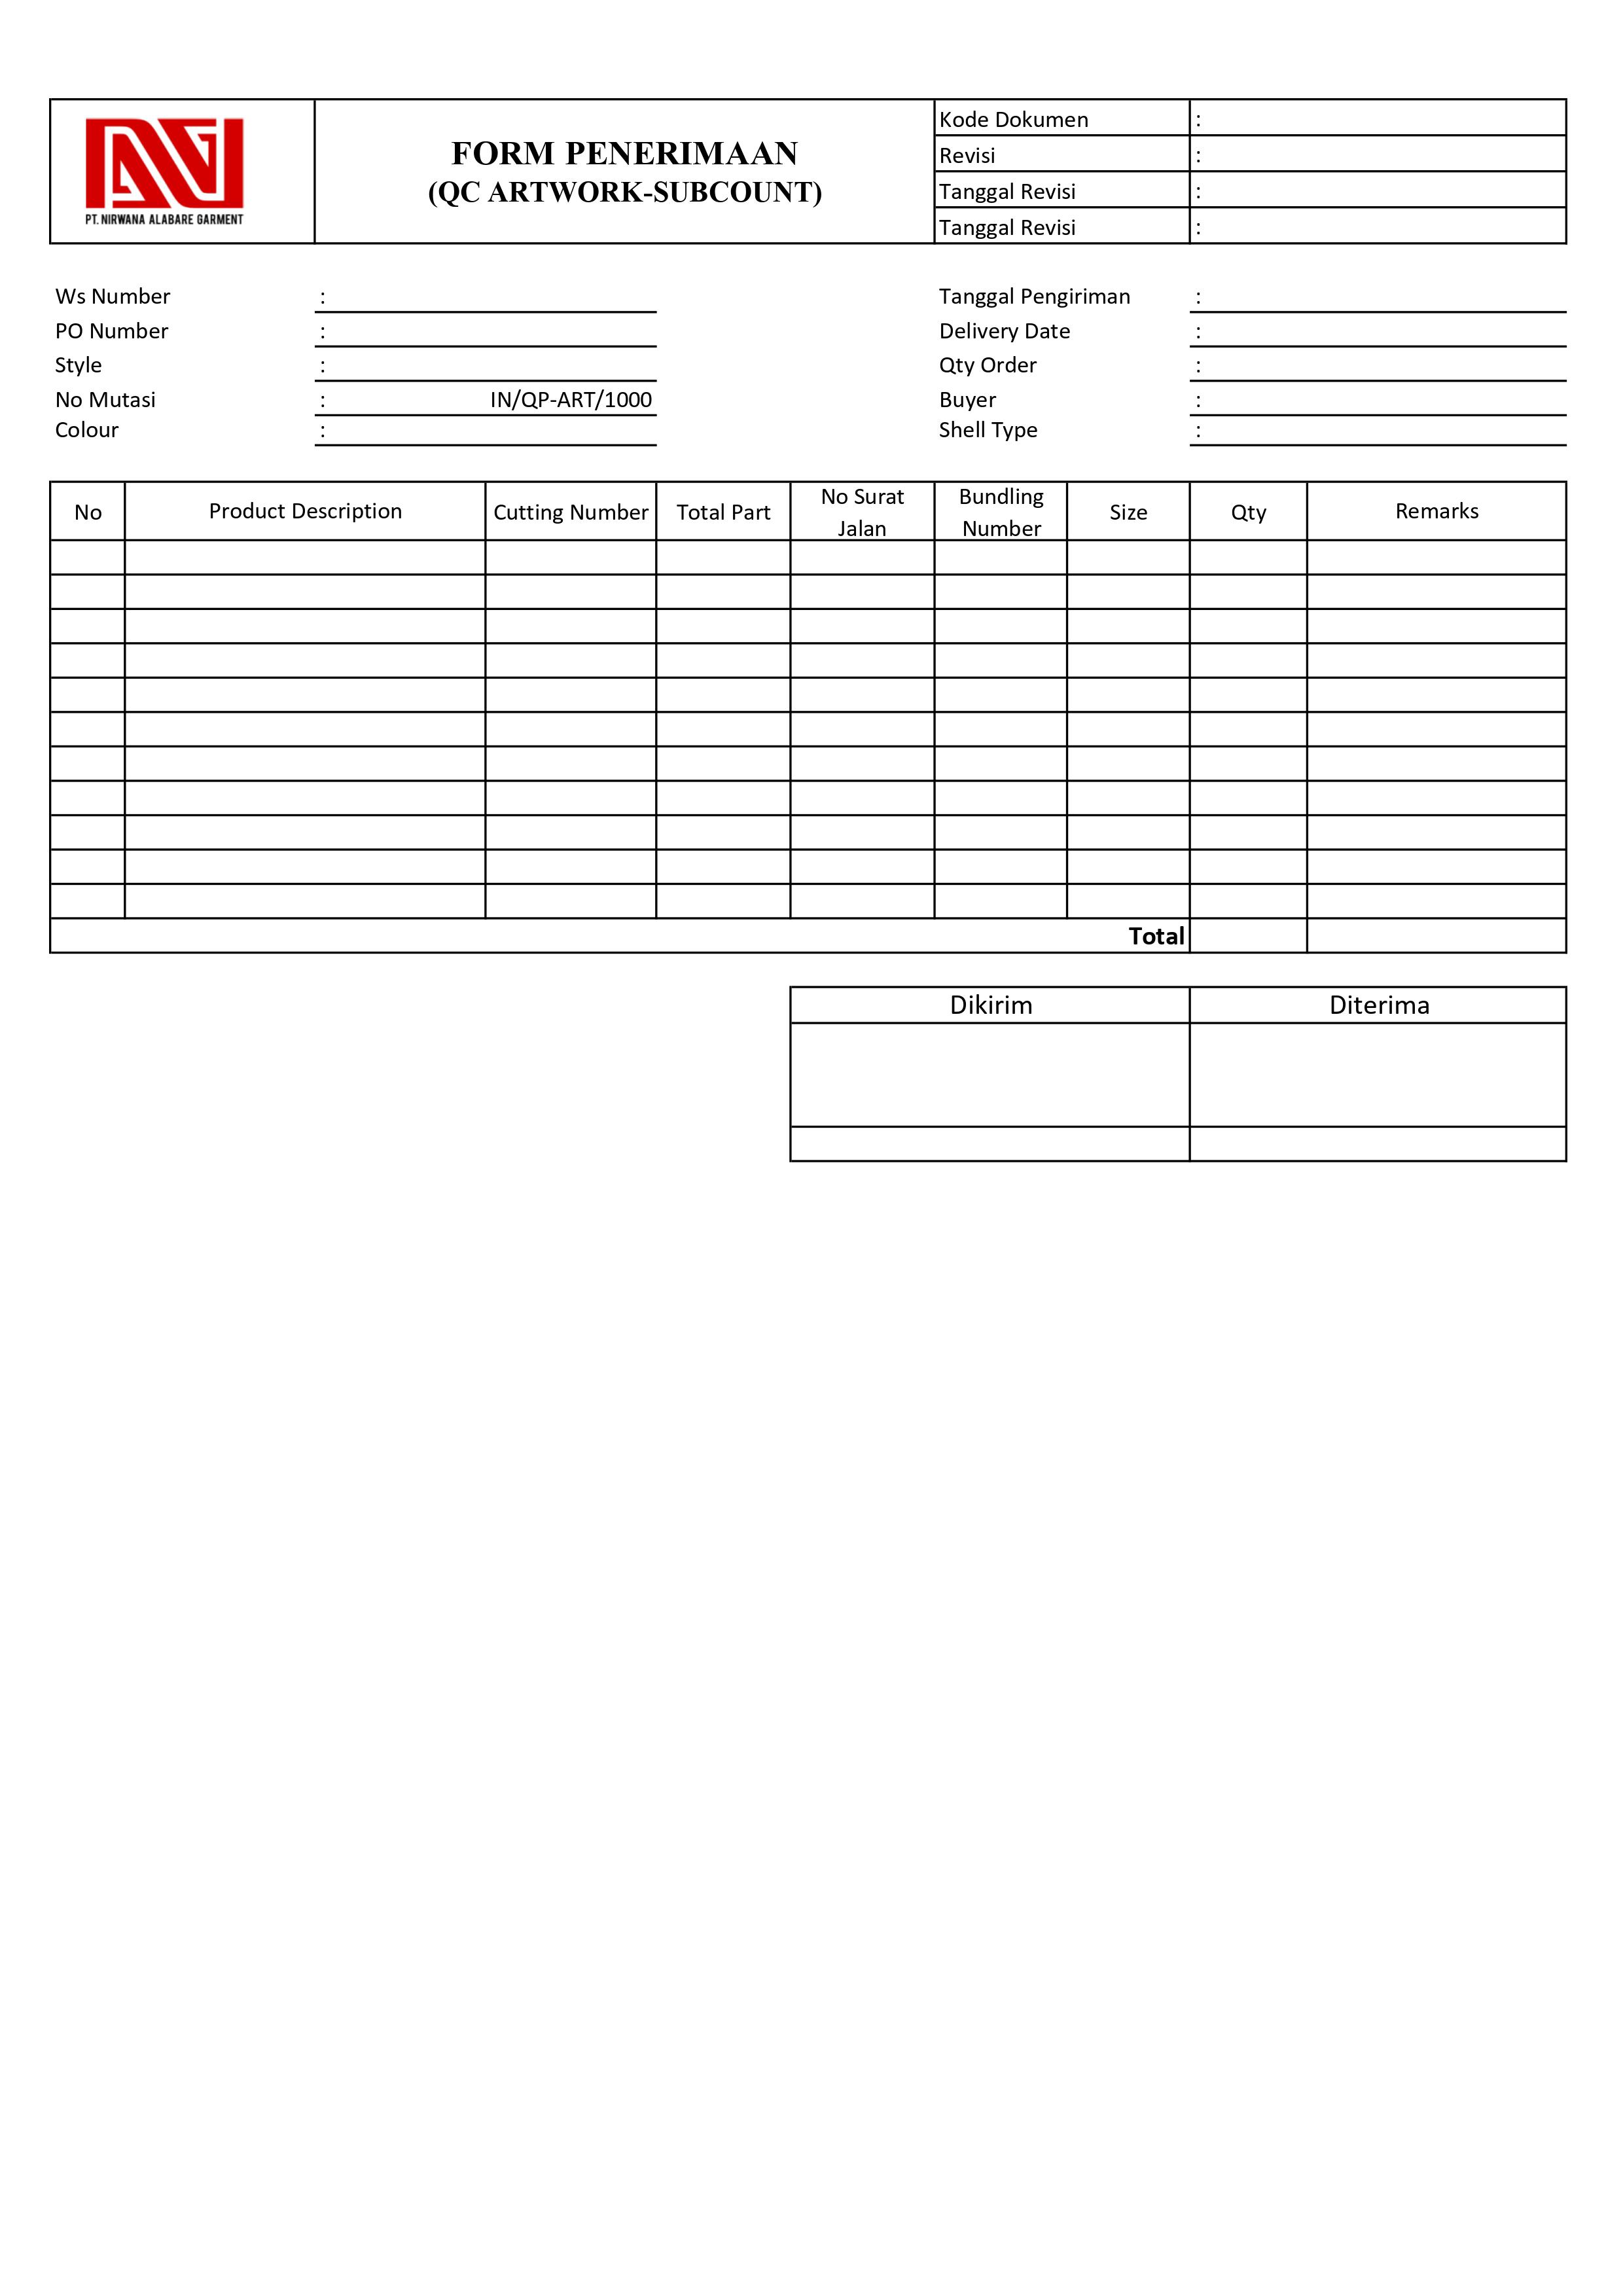 PT. NIRWANA ALABARE GARMENT
FORM PENERIMAAN
(QC ARTWORK-SUBCOUNT)
Kode Dokumen :
Revisi :
Tanggal Revisi :
Tanggal Revisi :
Ws Number : Tanggal Pengiriman :
PO Number : Delivery Date :
Style : Qty Order :
No Mutasi : IN/QP-ART/1000 Buyer :
Colour : Shell Type :
No Product Description Cutting Number Total Part No Surat Jalan Bundling Number Size Qty Remarks
Total
Dikirim Diterima